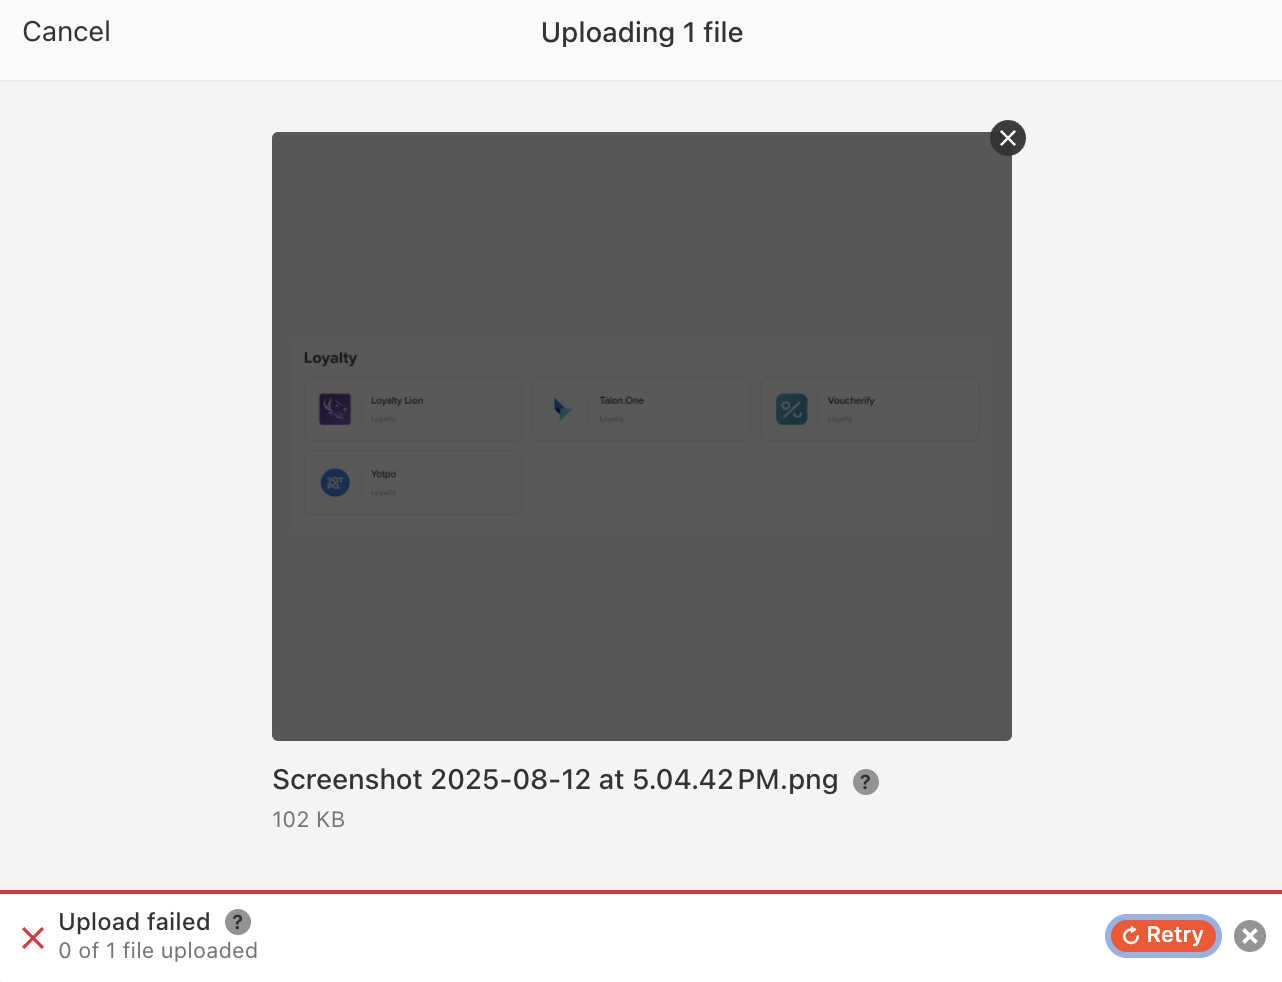 Cancel
Uploading 1 file
Loyalty
Loyalty Lion
Loyalty
Talon.One
Loyalty
Voucherify
Loyalty
YOT
PO.
Yotpo
Loyalty
Screenshot 2025-08-12 at 5.04.42 PM.png ?
102 KB
Upload failed ?
0 of 1 file uploaded
Retry